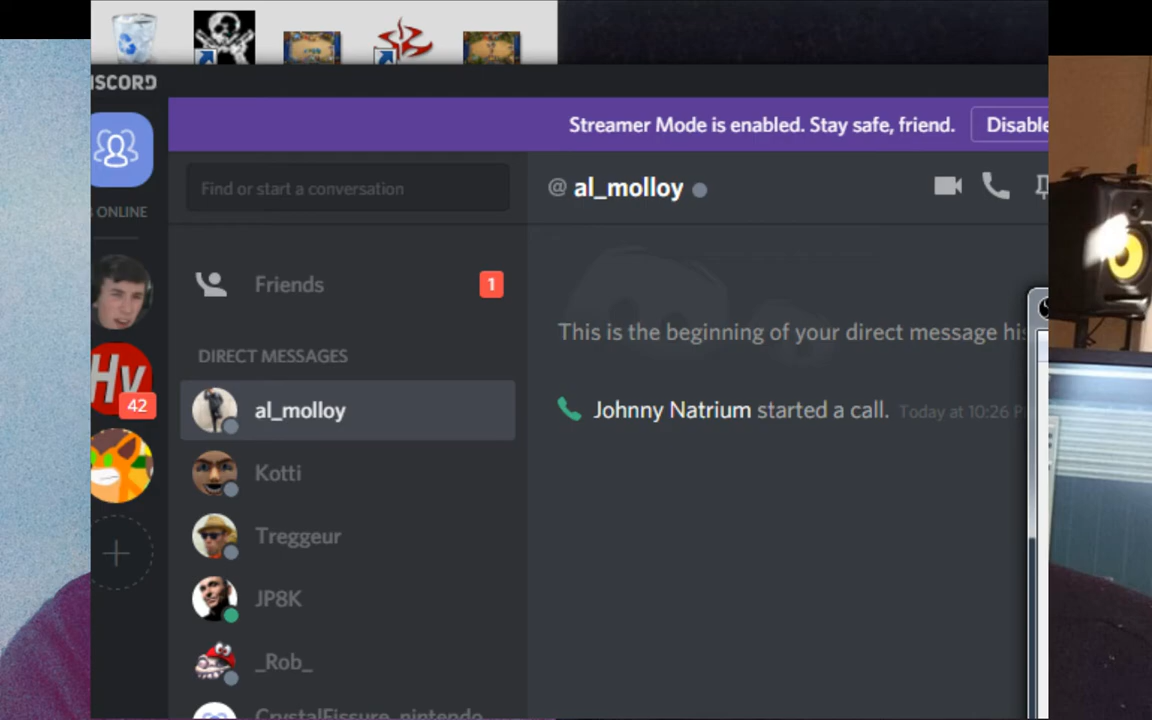 ISCORD
Streamer Mode is enabled. Stay safe, friend.
Disable
Find or start a conversation
@ al_molloy
ONLINE
Friends
1
This is the beginning of your direct message his
DIRECT MESSAGES
al_molloy
Johnny Natrium started a call. Today at 10:26 P
Hv
42
Kotti
Treggeur
JP8K
_Rob_
CrystalFissure_nintendo